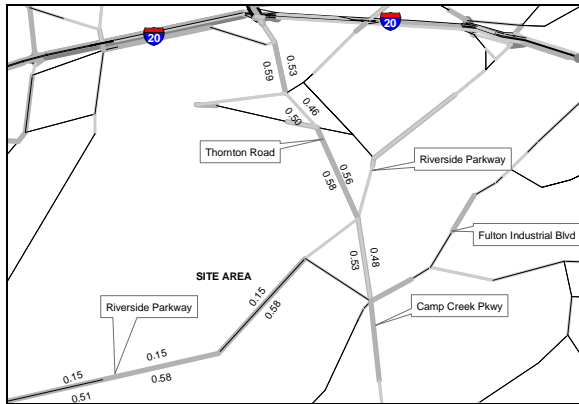 20
20
0.53
0.59
0.46
0.50
Thornton Road
0.56
0.58
Riverside Parkway
Fulton Industrial Blvd
0.48
0.53
SITE AREA
0.15
0.58
Riverside Parkway
Camp Creek Pkwy
0.15
0.58
0.15
0.51